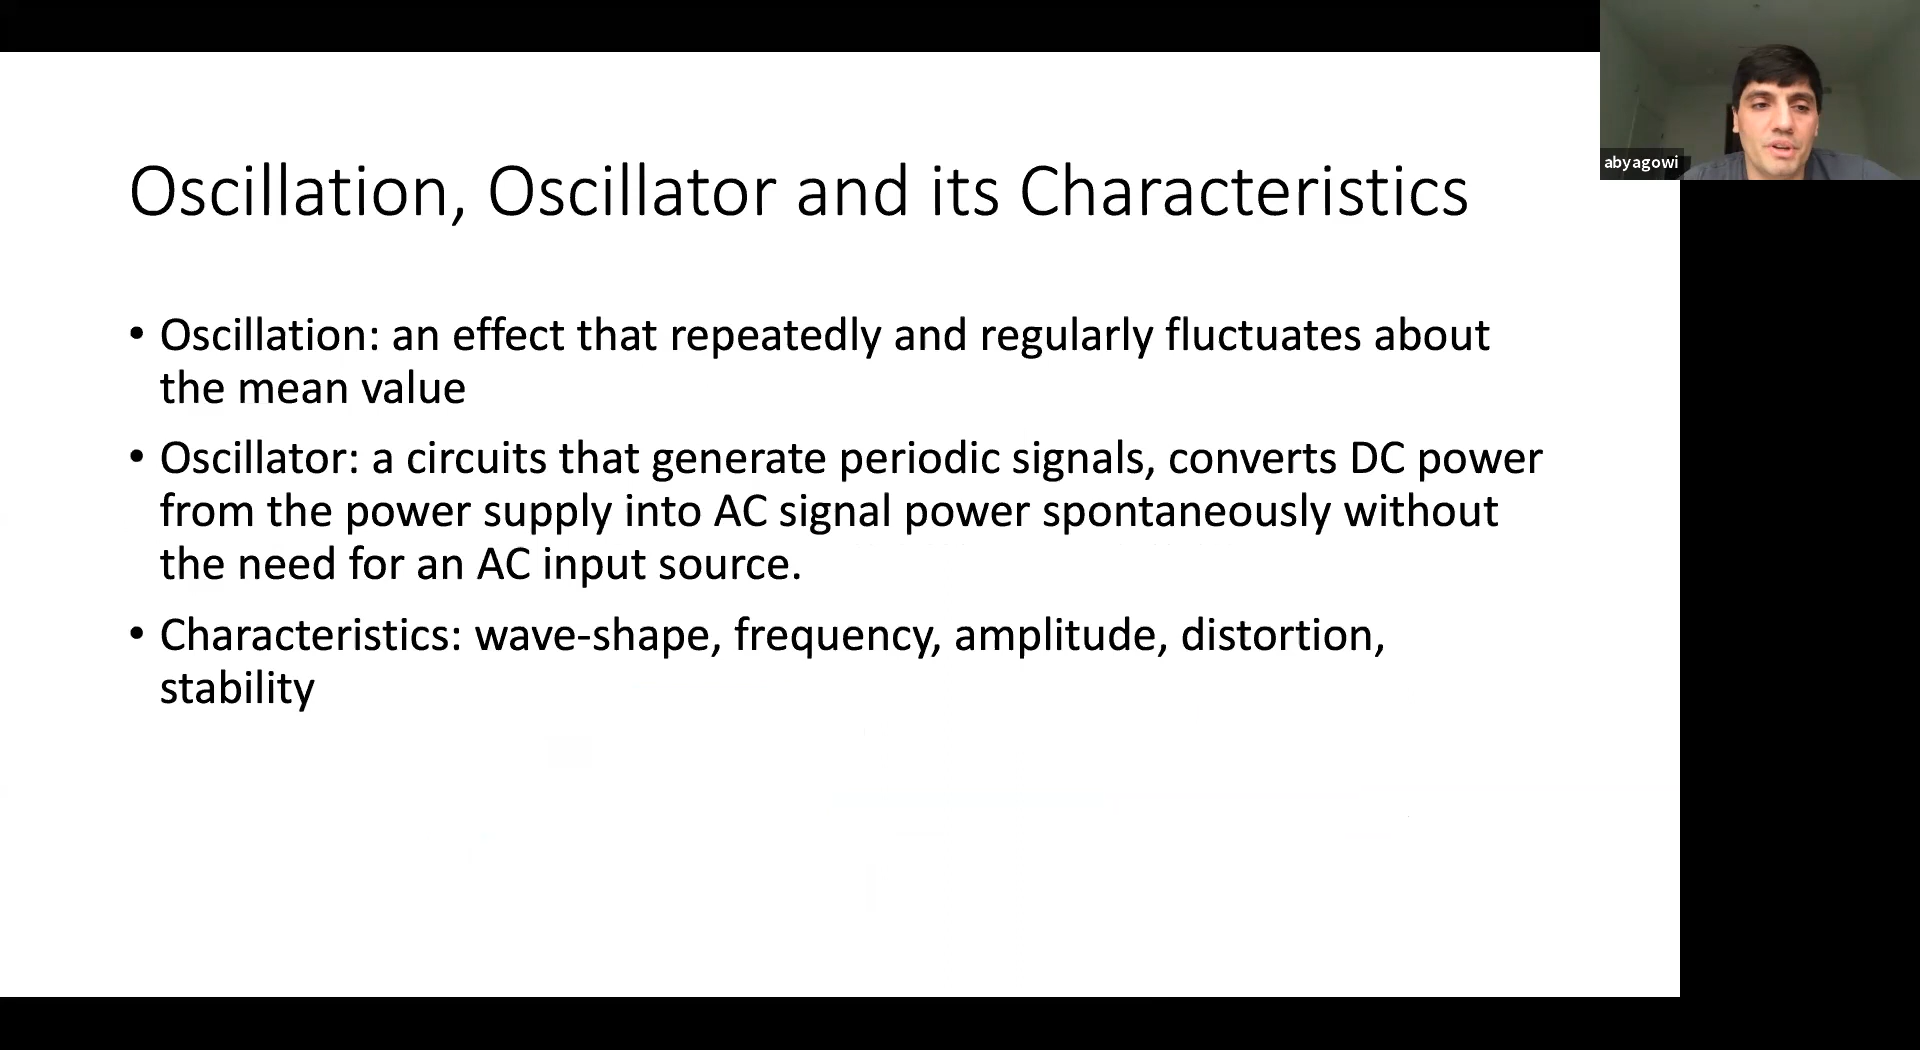 Oscillation, Oscillator and its Characteristics
• Oscillation: an effect that repeatedly and regularly fluctuates about
the mean value
• Oscillator: a circuits that generate periodic signals, converts DC power
from the power supply into AC signal power spontaneously without
the need for an AC input source.
• Characteristics: wave-shape, frequency, amplitude, distortion,
stability
abyagowi